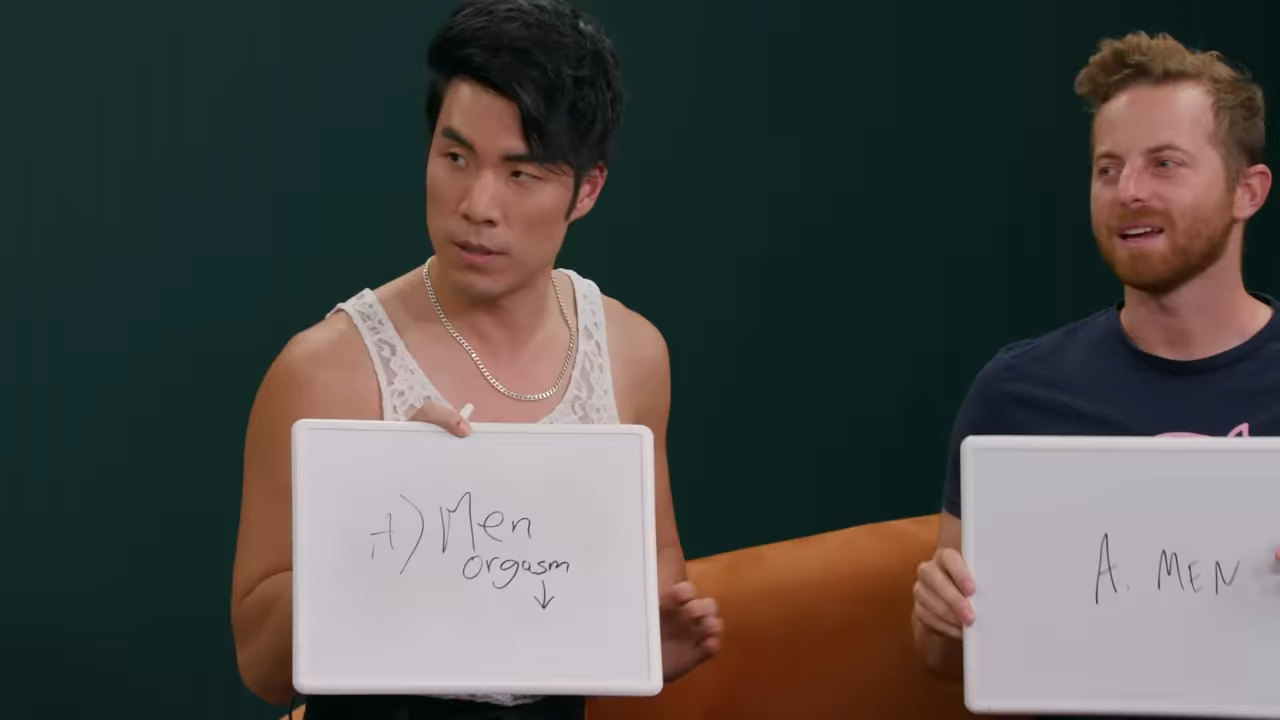 A) Men
orgasm
↓
A. MEN